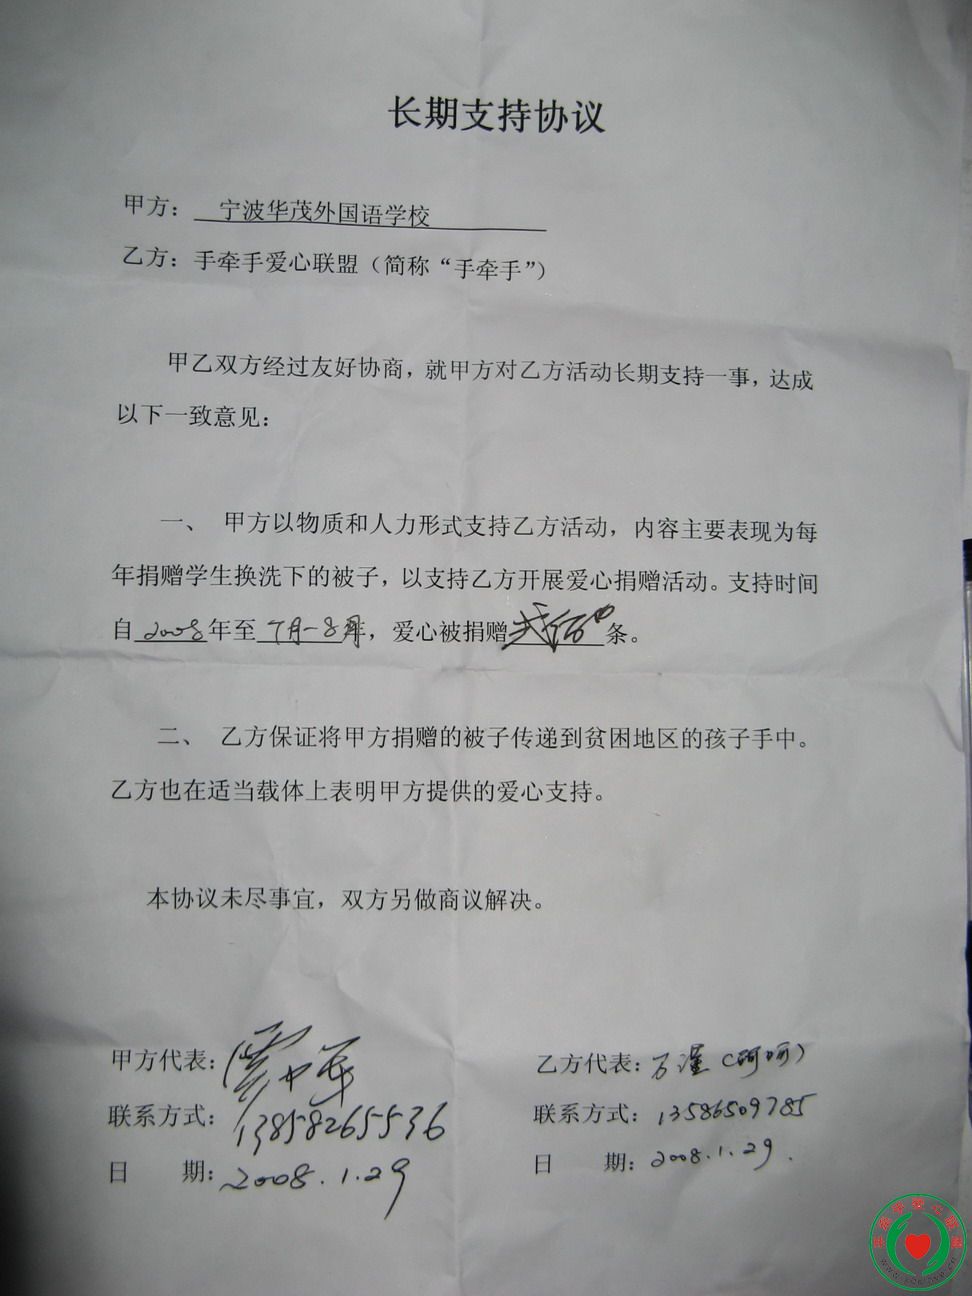 长期支持协议
甲方： 宁波华茂外国语学校
乙方：手牵手爱心联盟（简称“手牵手”）
甲乙双方经过友好协商，就甲方对乙方活动长期支持一事，达成
以下一致意见：
一、 甲方以物质和人力形式支持乙方活动，内容主要表现为每
年捐赠学生换洗下的被子，以支持乙方开展爱心捐赠活动。支持时间
自2008年至7月-8月，爱心被捐赠条。
二、 乙方保证将甲方捐赠的被子传递到贫困地区的孩子手中。
乙方也在适当载体上表明甲方提供的爱心支持。
本协议未尽事宜，双方另做商议解决。
甲方代表： 乙方代表：
联系方式：13858265536 联系方式：13586509785
日 期：2008.1.29 日 期：2008.1.29.